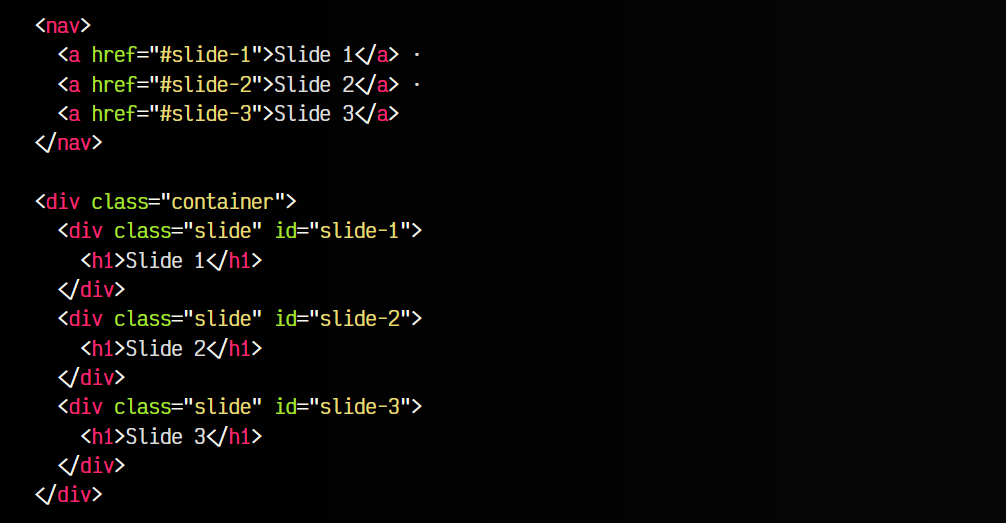 <nav>
  <a href="#slide-1">Slide 1</a> ·
  <a href="#slide-2">Slide 2</a> ·
  <a href="#slide-3">Slide 3</a>
</nav>

<div class="container">
  <div class="slide" id="slide-1">
    <h1>Slide 1</h1>
  </div>
  <div class="slide" id="slide-2">
    <h1>Slide 2</h1>
  </div>
  <div class="slide" id="slide-3">
    <h1>Slide 3</h1>
  </div>
</div>